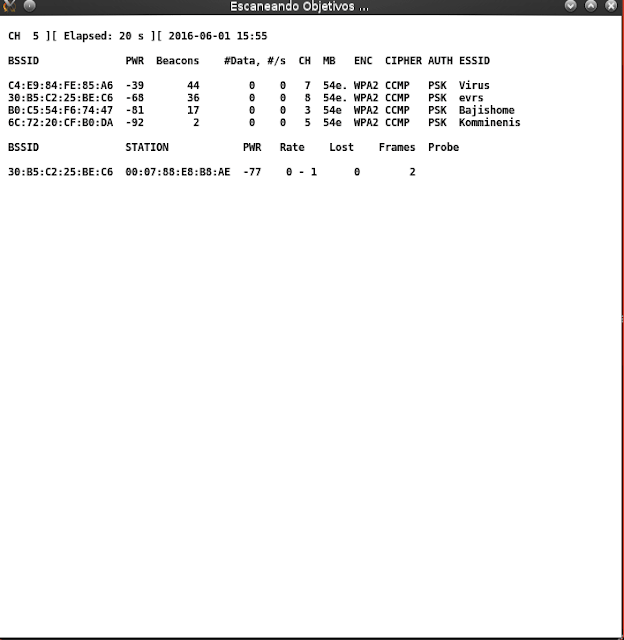 Escaneando Objetivos ...
CH 5 ][ Elapsed: 20 s ][ 2016-06-01 15:55
BSSID PWR Beacons #Data, #/s CH MB ENC CIPHER AUTH ESSID
C4:E9:84:FE:85:A6 -39 44 0 0 7 54e. WPA2 CCMP PSK Virus
30:B5:C2:25:BE:C6 -68 36 0 0 8 54e. WPA2 CCMP PSK evrs
B0:C5:54:F6:74:47 -81 17 0 0 3 54e WPA2 CCMP PSK Bajishome
6C:72:20:CF:B0:DA -92 2 0 0 5 54e WPA2 CCMP PSK Komminenis
BSSID STATION PWR Rate Lost Frames Probe
30:B5:C2:25:BE:C6 00:07:88:E8:B8:AE -77 0 - 1 0 2